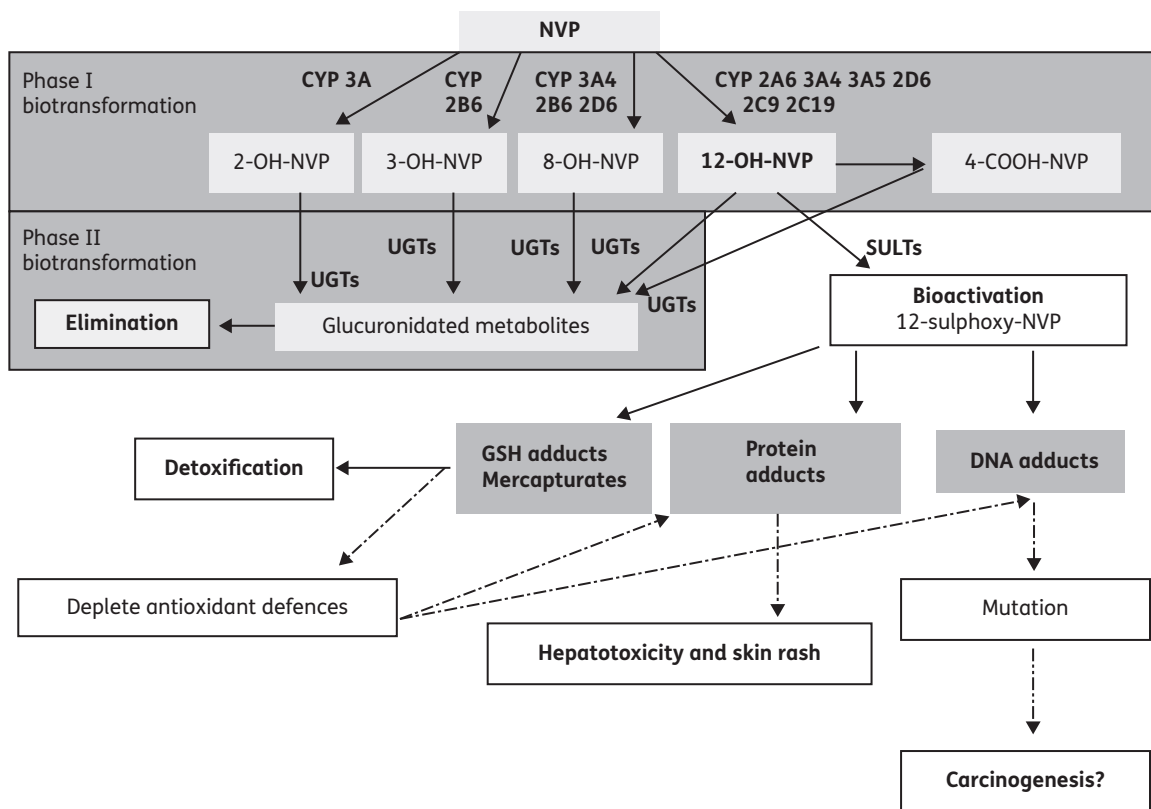 NVP
Phase I
biotransformation
CYP 3A
CYP
2B6
CYP 3A4
2B6 2D6
CYP 2A6 3A4 3A5 2D6
2C9 2C19
2-OH-NVP
3-OH-NVP
8-OH-NVP
12-OH-NVP
4-COOH-NVP
Phase II
biotransformation
UGTs
UGTs
UGTs
UGTs
UGTs
SULTs
Elimination
Glucuronidated metabolites
Bioactivation
12-sulphoxy-NVP
Detoxification
GSH adducts
Mercapturates
Protein
adducts
DNA adducts
Deplete antioxidant defences
Mutation
Hepatotoxicity and skin rash
Carcinogenesis?